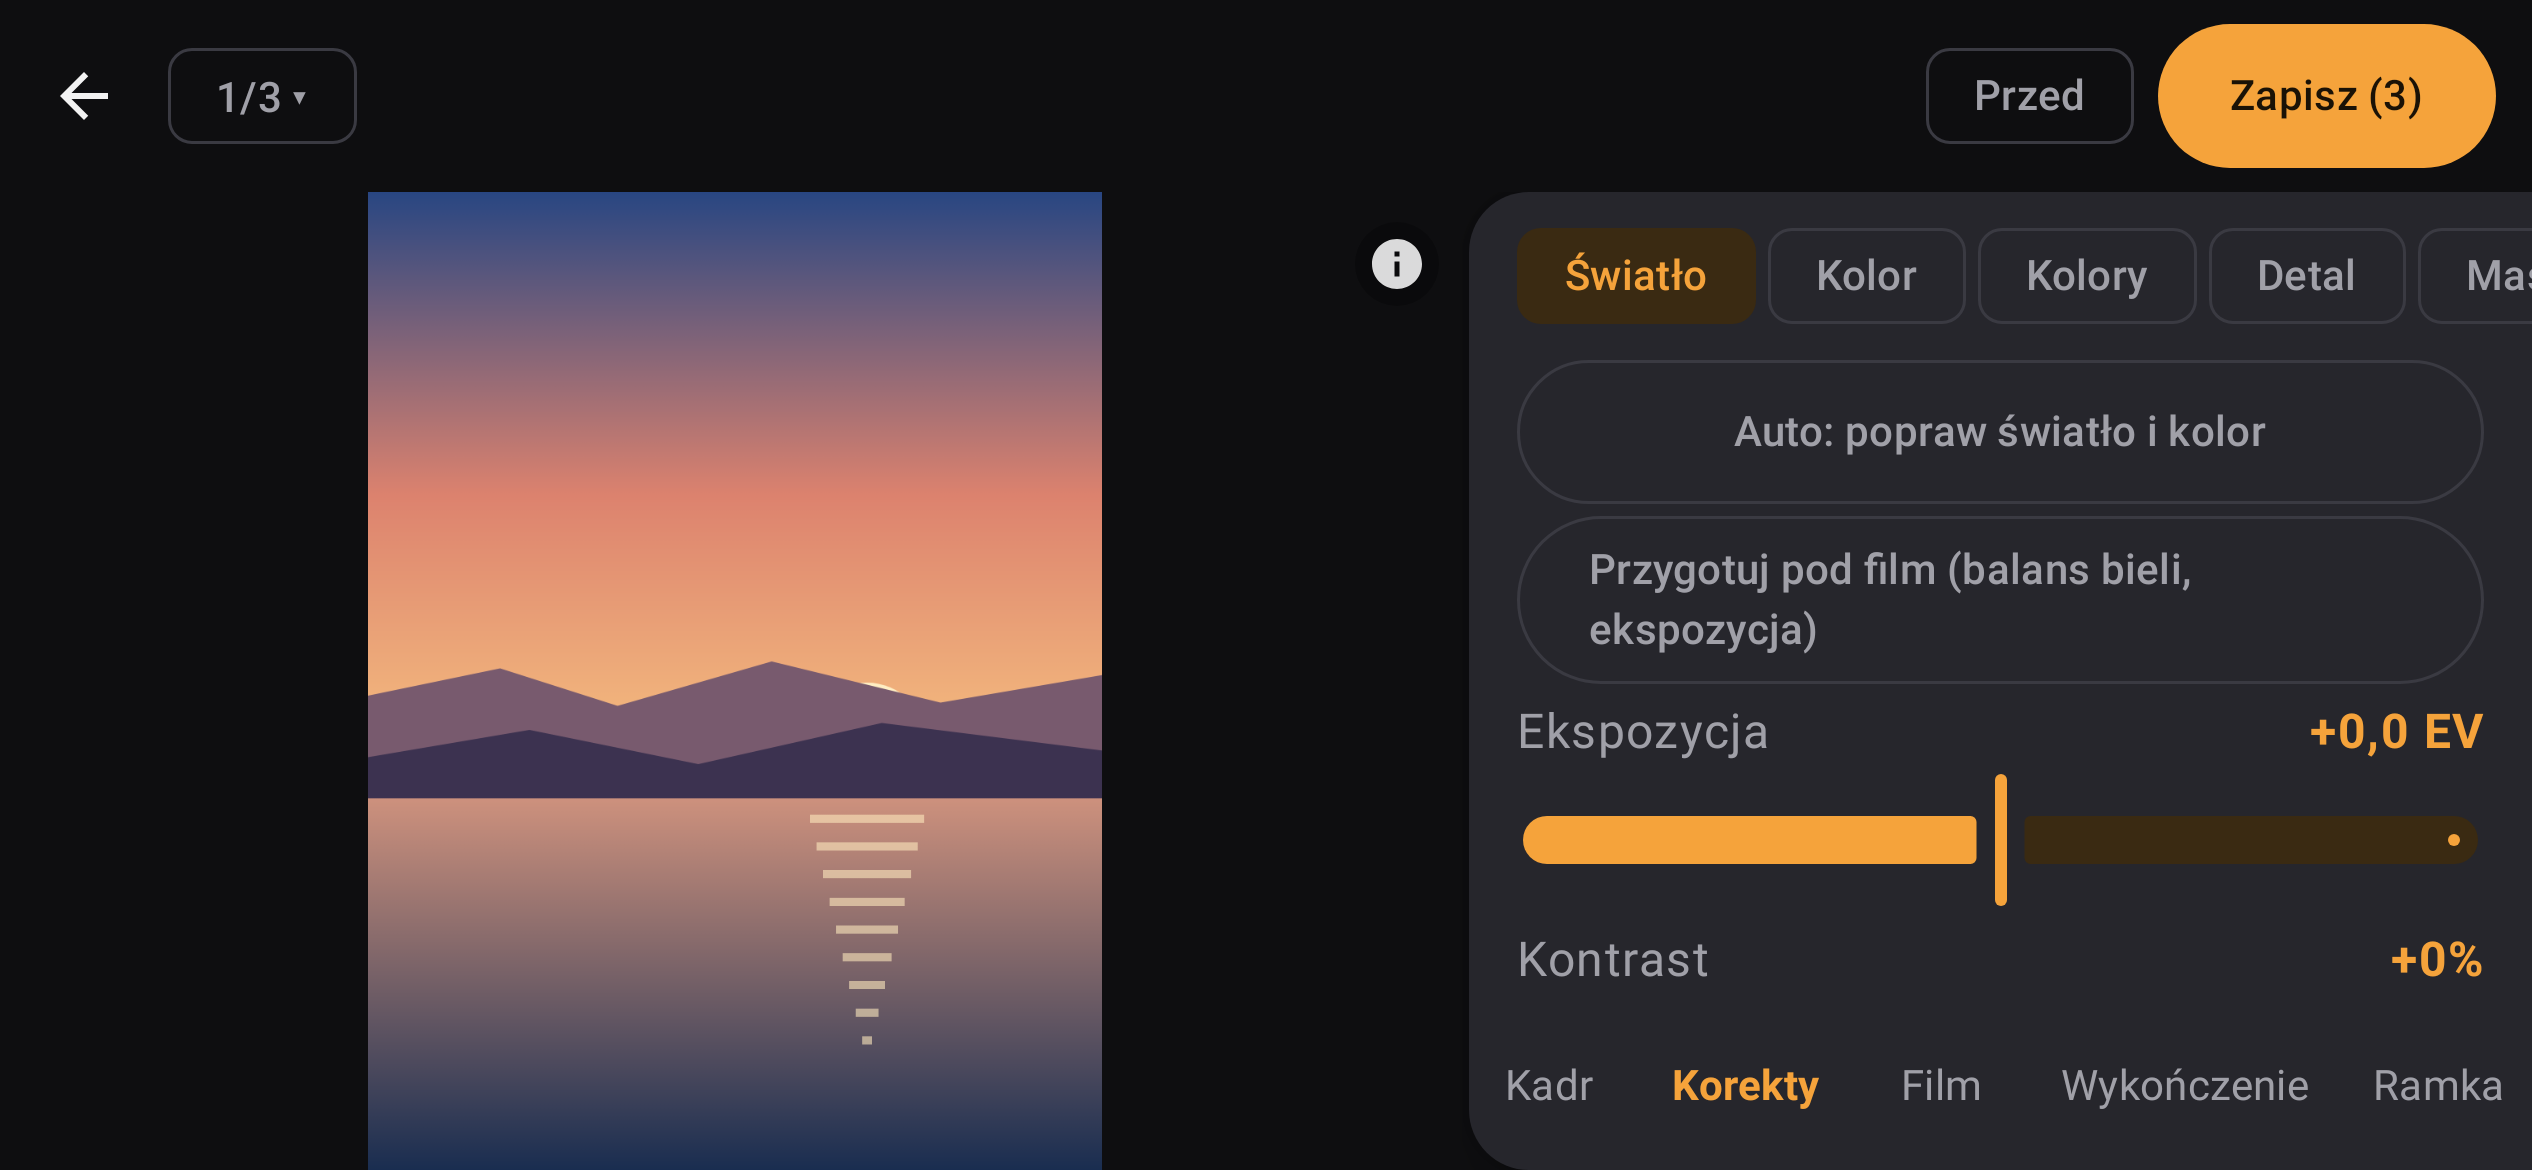 1/3 ▾
Przed
Zapisz (3)
Światło
Kolor
Kolory
Detal
Auto: popraw światło i kolor
Przygotuj pod film (balans bieli,
ekspozycja)
Ekspozycja
+0,0 EV
Kontrast
+0%
Kadr
Korekty
Film
Wykończenie
Ramka